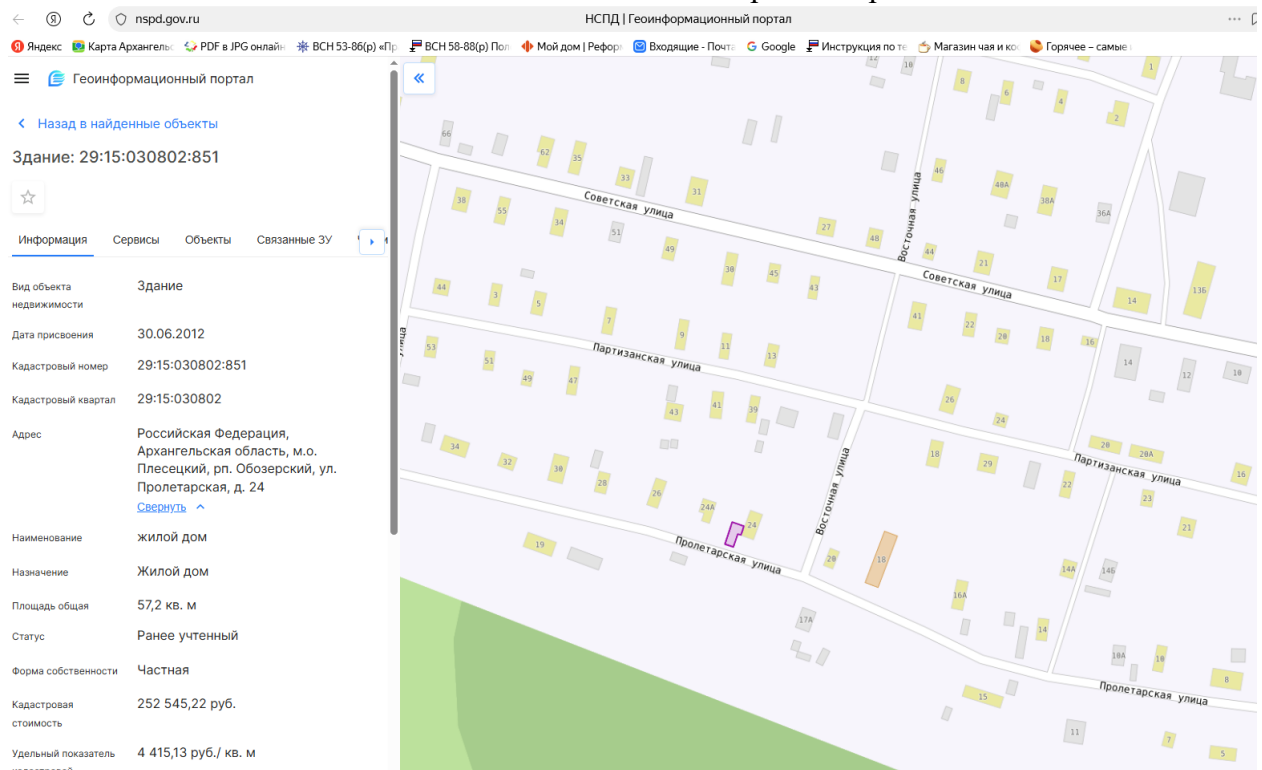 nspd.gov.ru
НСПД | Геоинформационный портал
Яндекс
Карта Архангельс
PDF в JPG онлайн
ВСН 53-86(р) «Пр
ВСН 58-88(р) Пол
Мой дом | Рефор
Входящие - Почта
Google
Инструкция по те
Магазин чая и ко
Горячее – самые
Геоинформационный портал
Назад в найденные объекты
Здание: 29:15:030802:851
Информация
Сервисы
Объекты
Связанные ЗУ
Вид объекта
недвижимости
Здание
Дата присвоения
30.06.2012
Кадастровый номер
29:15:030802:851
Кадастровый квартал
29:15:030802
Адрес
Российская Федерация,
Архангельская область, м.о.
Плесецкий, рп. Обозерский, ул.
Пролетарская, д. 24
Свернуть
Наименование
жилой дом
Назначение
Жилой дом
Площадь общая
57,2 кв. м
Статус
Ранее учтенный
Форма собственности
Частная
Кадастровая
стоимость
252 545,22 руб.
Удельный показатель
4 415,13 руб./ кв. м
12
10
1
8
6
4
2
66
62
35
33
31
46
40А
38А
36А
38
55
34
51
Советская улица
Восточная улица
27
48
44
49
30
45
43
21
17
Советская улица
14
13Б
44
3
5
7
9
11
13
41
22
20
18
16
улица
53
51
49
47
Партизанская улица
14
12
10
43
41
39
26
24
34
32
30
28
26
24А
24
18
29
22
20
20А
16
Партизанская улица
23
21
Восточная улица
19
Пролетарская улица
20
18
14А
14Б
16А
17А
14
10А
10
8
15
Пролетарская улица
11
7
5